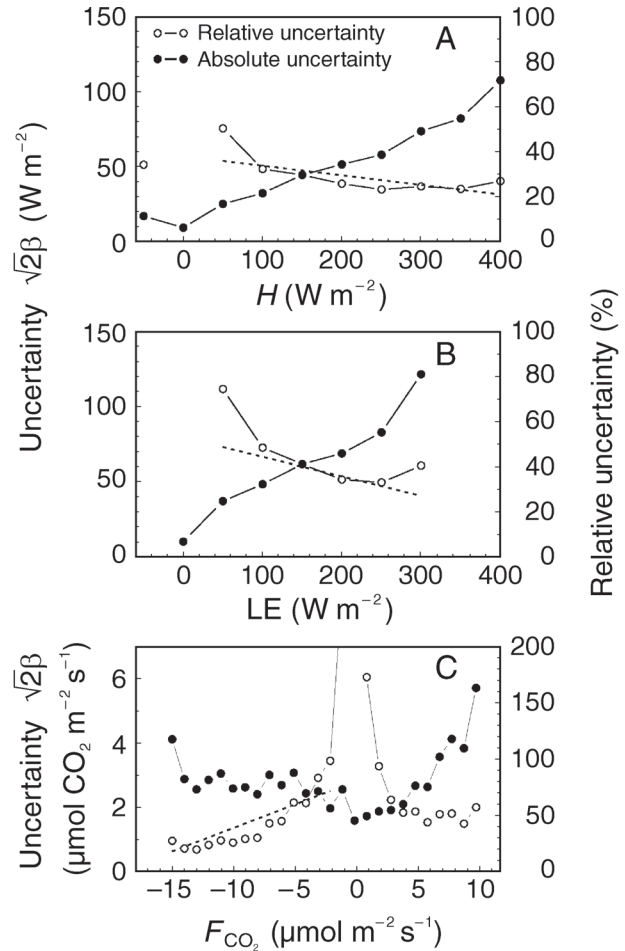 ○—○ Relative uncertainty
●—● Absolute uncertainty
A
150
100
50
0
100
80
60
40
20
0
0 100 200 300 400
H (W m−2)
Uncertainty √2β (W m−2)
Relative uncertainty (%)
B
150
100
50
0
100
80
60
40
20
0
0 100 200 300 400
LE (W m−2)
C
6
4
2
0
200
150
100
50
0
−15 −10 −5 0 5 10
FCO2 (μmol m−2 s−1)
Uncertainty √2β
(μmol CO2 m−2 s−1)